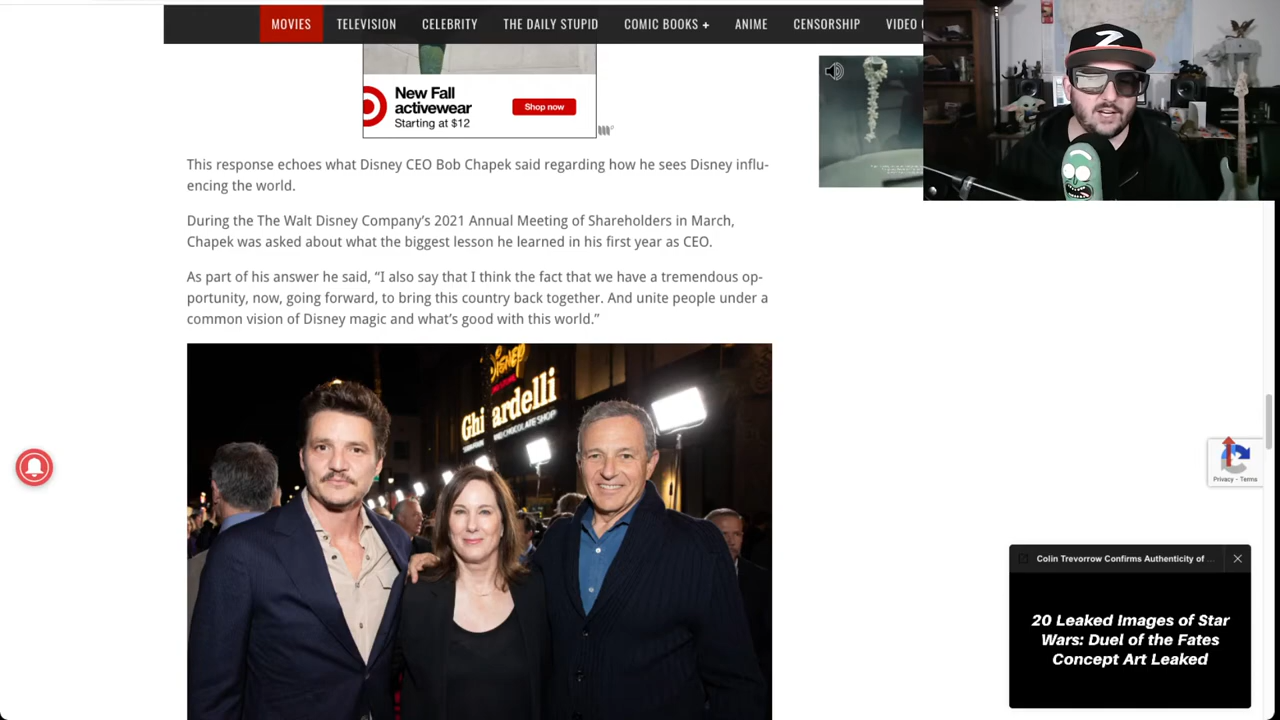 MOVIES TELEVISION CELEBRITY THE DAILY STUPID COMIC BOOKS + ANIME CENSORSHIP VIDEO
New Fall
activewear
Starting at $12
Shop now
This response echoes what Disney CEO Bob Chapek said regarding how he sees Disney influ-
encing the world.
During the The Walt Disney Company’s 2021 Annual Meeting of Shareholders in March,
Chapek was asked about what the biggest lesson he learned in his first year as CEO.
As part of his answer he said, “I also say that I think the fact that we have a tremendous op-
portunity, now, going forward, to bring this country back together. And unite people under a
common vision of Disney magic and what’s good with this world.”
Disney
Ghirardelli
AND CHOCOLATE SHOP
Z
Privacy - Terms
Colin Trevorrow Confirms Authenticity of ...
20 Leaked Images of Star
Wars: Duel of the Fates
Concept Art Leaked